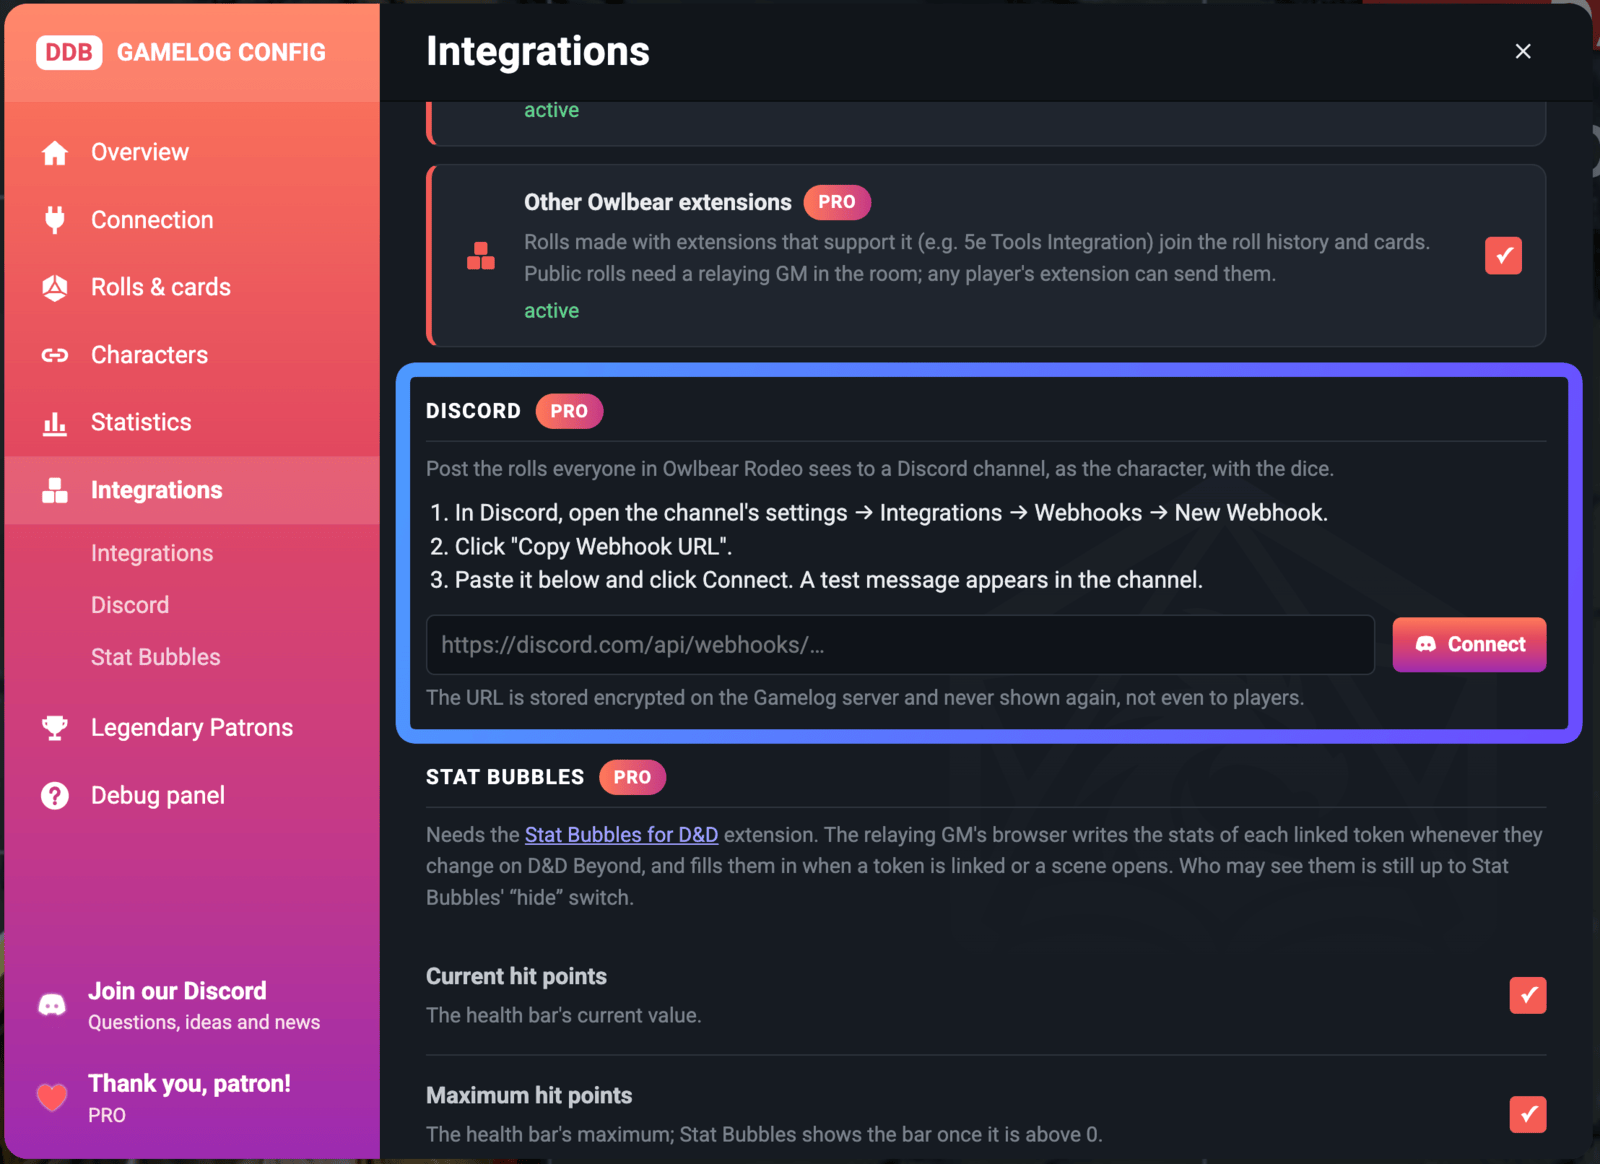 DDB GAMELOG CONFIG
Overview
Connection
Rolls & cards
Characters
Statistics
Integrations
Integrations
Discord
Stat Bubbles
Legendary Patrons
Debug panel
Join our Discord
Questions, ideas and news
Thank you, patron!
PRO
Integrations
active
Other Owlbear extensions PRO
Rolls made with extensions that support it (e.g. 5e Tools Integration) join the roll history and cards.
Public rolls need a relaying GM in the room; any player's extension can send them.
active
DISCORD PRO
Post the rolls everyone in Owlbear Rodeo sees to a Discord channel, as the character, with the dice.
1. In Discord, open the channel's settings → Integrations → Webhooks → New Webhook.
2. Click "Copy Webhook URL".
3. Paste it below and click Connect. A test message appears in the channel.
https://discord.com/api/webhooks/... Connect
The URL is stored encrypted on the Gamelog server and never shown again, not even to players.
STAT BUBBLES PRO
Needs the Stat Bubbles for D&D extension. The relaying GM's browser writes the stats of each linked token whenever they
change on D&D Beyond, and fills them in when a token is linked or a scene opens. Who may see them is still up to Stat
Bubbles' “hide” switch.
Current hit points
The health bar's current value.
Maximum hit points
The health bar's maximum; Stat Bubbles shows the bar once it is above 0.